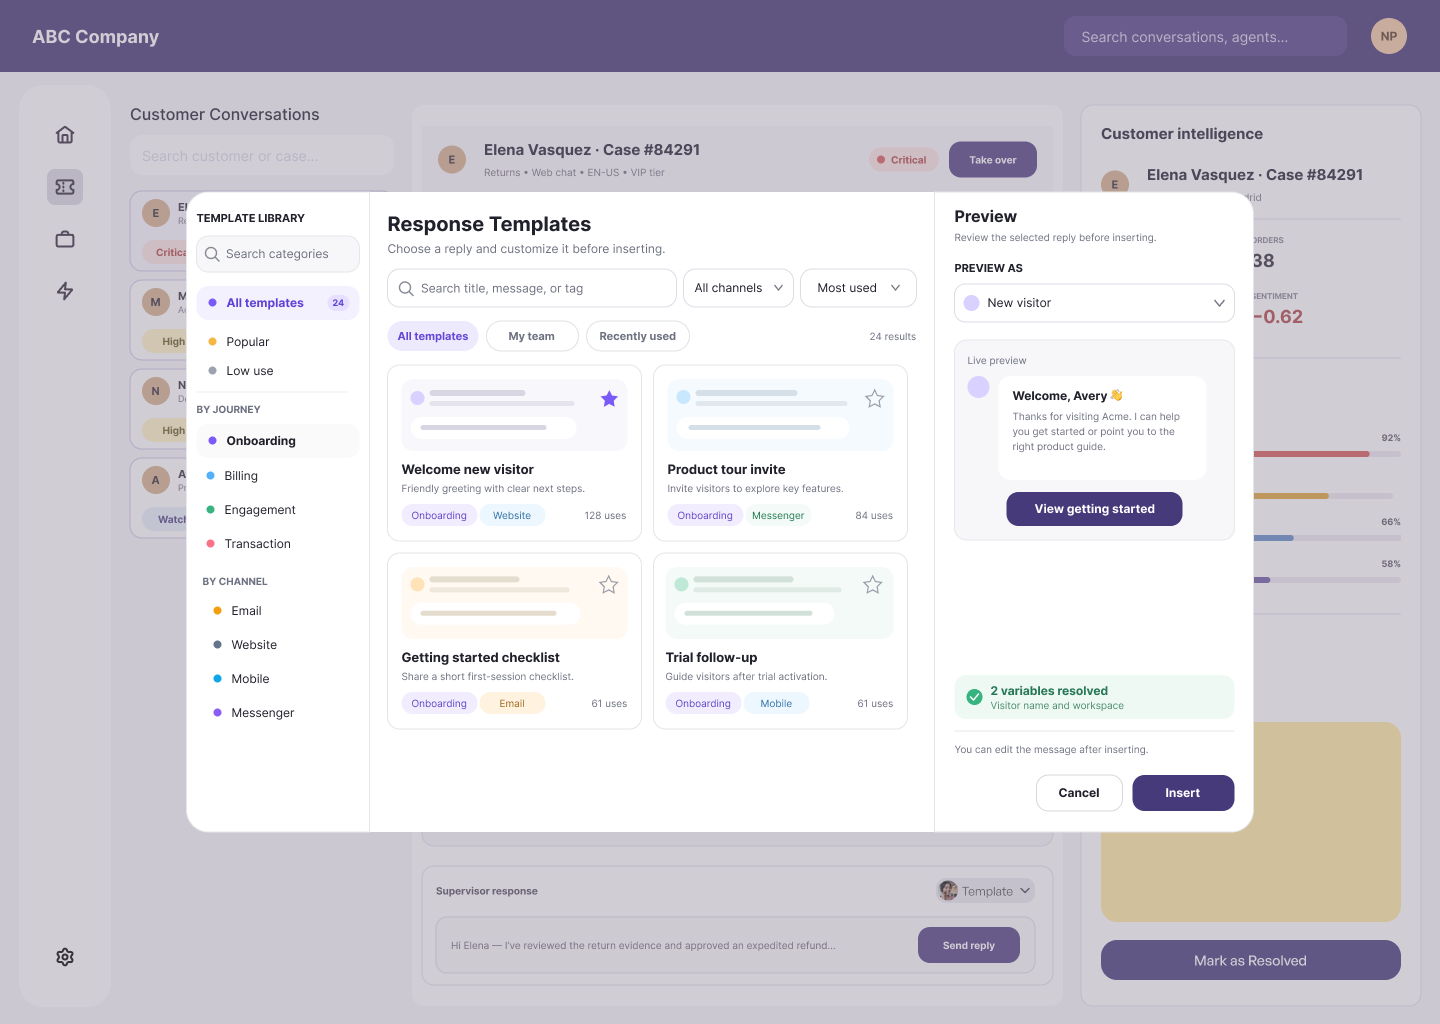 ABC Company
Search conversations, agents...
NP
Customer Conversations
Search customer or case...
E
Elena Vasquez · Case #84291
Returns • Web chat • EN-US • VIP tier
Critical
Take over
Customer intelligence
E
Elena Vasquez · Case #84291
E
M
High
N
High
A
ORDERS
38
SENTIMENT
−0.62
92%
66%
58%
TEMPLATE LIBRARY
Search categories
All templates
24
Popular
Low use
BY JOURNEY
Onboarding
Billing
Engagement
Transaction
BY CHANNEL
Email
Website
Mobile
Messenger
Response Templates
Choose a reply and customize it before inserting.
Search title, message, or tag
All channels
Most used
All templates
My team
Recently used
24 results
Welcome new visitor
Friendly greeting with clear next steps.
Onboarding
Website
128 uses
Product tour invite
Invite visitors to explore key features.
Onboarding
Messenger
84 uses
Getting started checklist
Share a short first-session checklist.
Onboarding
Email
61 uses
Trial follow-up
Guide visitors after trial activation.
Onboarding
Mobile
61 uses
Preview
Review the selected reply before inserting.
PREVIEW AS
New visitor
Live preview
Welcome, Avery 👋
Thanks for visiting Acme. I can help
you get started or point you to the
right product guide.
View getting started
2 variables resolved
Visitor name and workspace
You can edit the message after inserting.
Cancel
Insert
Supervisor response
Template
Hi Elena — I've reviewed the return evidence and approved an expedited refund...
Send reply
Mark as Resolved